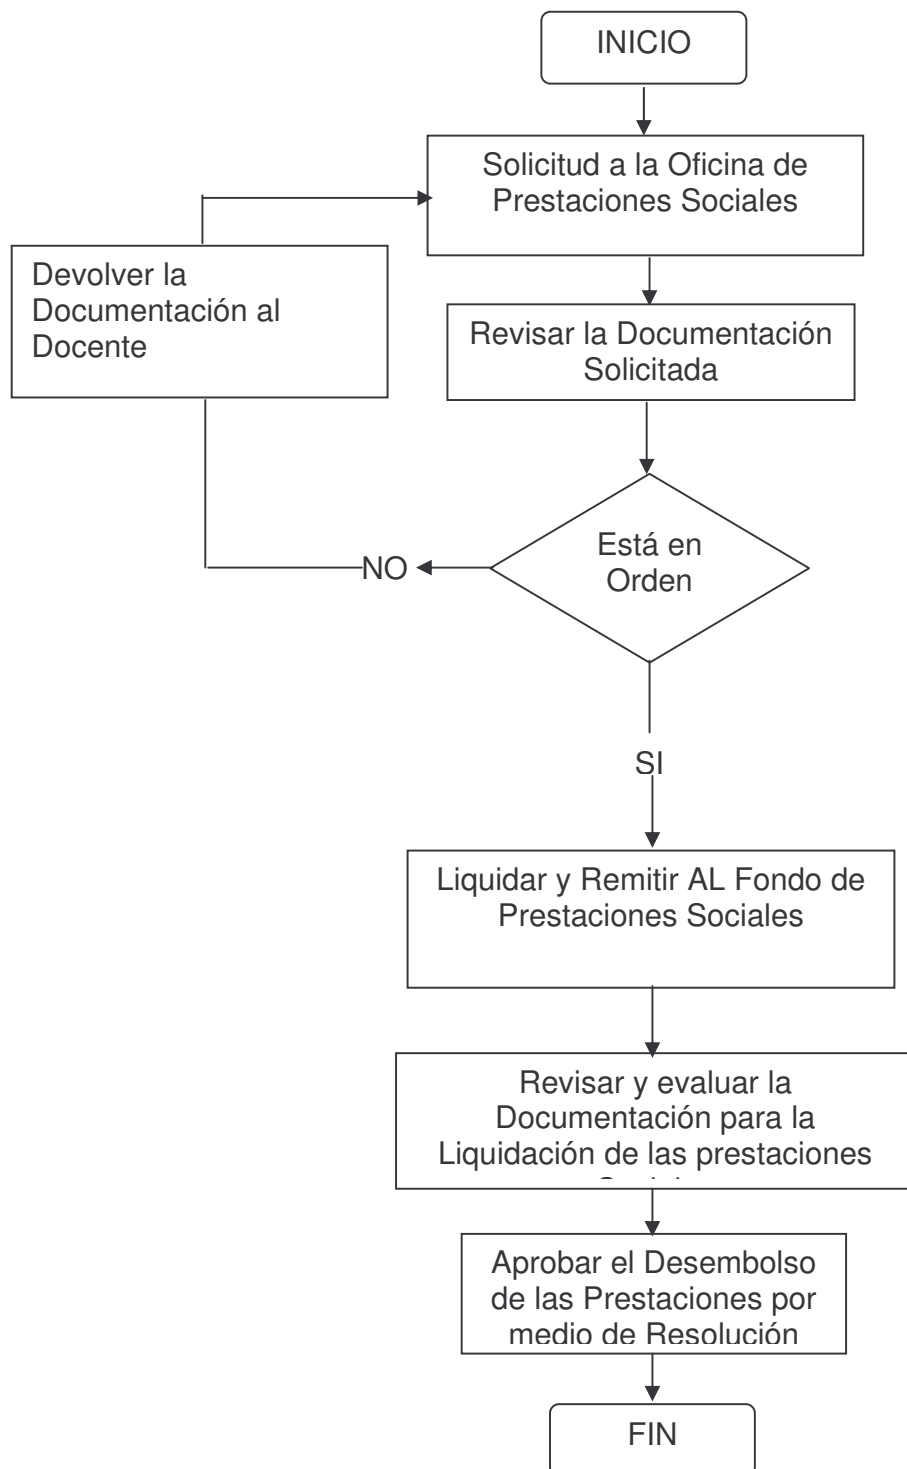 INICIO
Solicitud a la Oficina de
Prestaciones Sociales
Devolver la
Documentación al
Docente
Revisar la Documentación
Solicitada
Está en
Orden
NO
SI
Liquidar y Remitir AL Fondo de
Prestaciones Sociales
Revisar y evaluar la
Documentación para la
Liquidación de las prestaciones
Aprobar el Desembolso
de las Prestaciones por
medio de Resolución
FIN